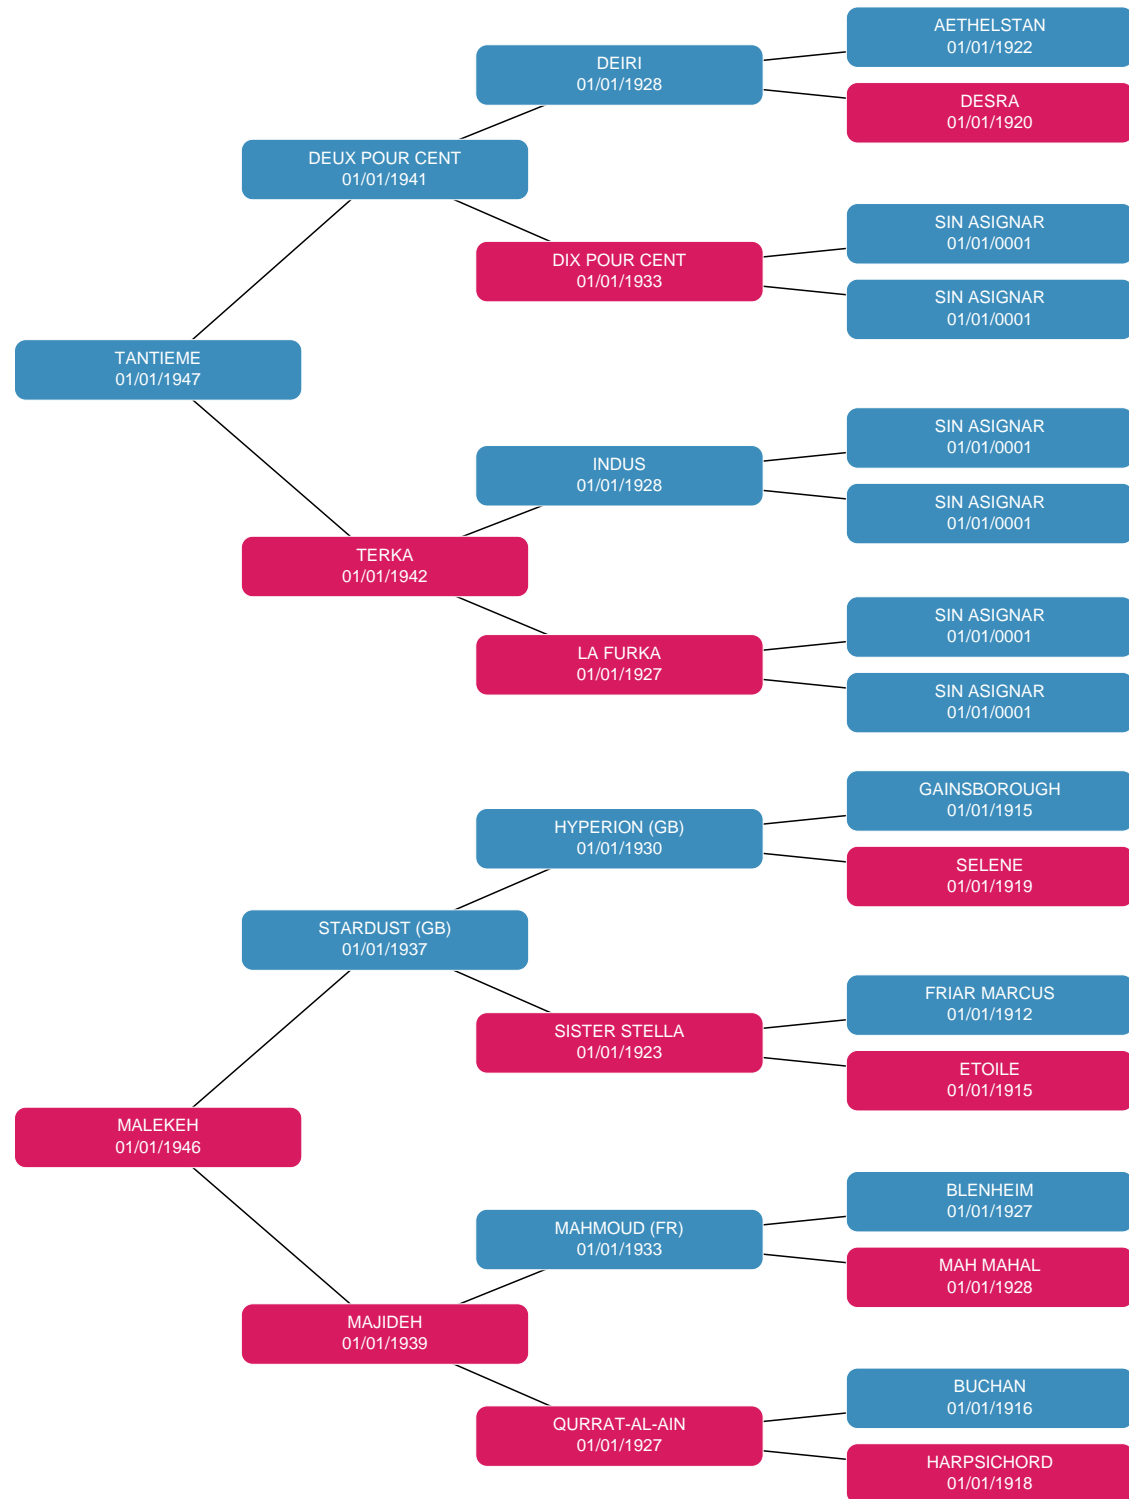 AETHELSTAN
01/01/1922
DEIRI
01/01/1928
DESRA
01/01/1920
DEUX POUR CENT
01/01/1941
SIN ASIGNAR
01/01/0001
DIX POUR CENT
01/01/1933
SIN ASIGNAR
01/01/0001
TANTIEME
01/01/1947
SIN ASIGNAR
01/01/0001
INDUS
01/01/1928
SIN ASIGNAR
01/01/0001
TERKA
01/01/1942
SIN ASIGNAR
01/01/0001
LA FURKA
01/01/1927
SIN ASIGNAR
01/01/0001
GAINSBOROUGH
01/01/1915
HYPERION (GB)
01/01/1930
SELENE
01/01/1919
STARDUST (GB)
01/01/1937
FRIAR MARCUS
01/01/1912
SISTER STELLA
01/01/1923
ETOILE
01/01/1915
MALEKEH
01/01/1946
BLENHEIM
01/01/1927
MAHMOUD (FR)
01/01/1933
MAH MAHAL
01/01/1928
MAJIDEH
01/01/1939
BUCHAN
01/01/1916
QURRAT-AL-AIN
01/01/1927
HARPSICHORD
01/01/1918